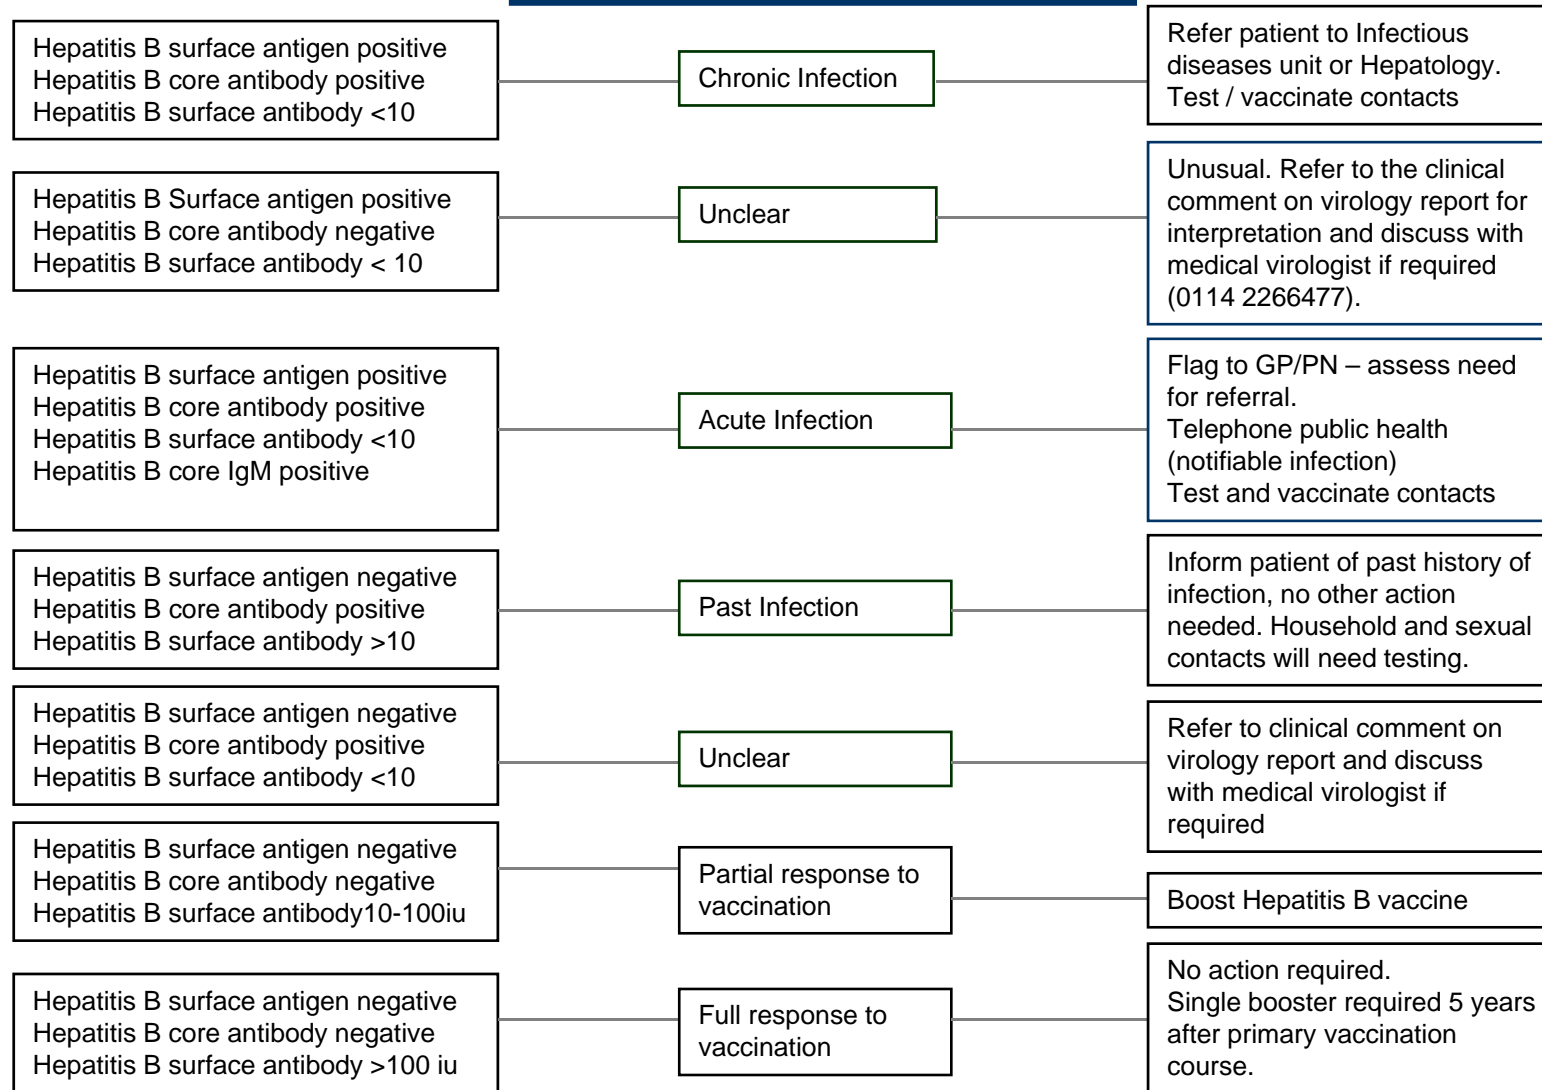 Hepatitis B surface antigen positive
Hepatitis B core antibody positive
Hepatitis B surface antibody <10
Chronic Infection
Refer patient to Infectious
diseases unit or Hepatology.
Test / vaccinate contacts
Hepatitis B Surface antigen positive
Hepatitis B core antibody negative
Hepatitis B surface antibody < 10
Unclear
Unusual. Refer to the clinical
comment on virology report for
interpretation and discuss with
medical virologist if required
(0114 2266477).
Hepatitis B surface antigen positive
Hepatitis B core antibody positive
Hepatitis B surface antibody <10
Hepatitis B core IgM positive
Acute Infection
Flag to GP/PN – assess need
for referral.
Telephone public health
(notifiable infection)
Test and vaccinate contacts
Hepatitis B surface antigen negative
Hepatitis B core antibody positive
Hepatitis B surface antibody >10
Past Infection
Inform patient of past history of
infection, no other action
needed. Household and sexual
contacts will need testing.
Hepatitis B surface antigen negative
Hepatitis B core antibody positive
Hepatitis B surface antibody <10
Unclear
Refer to clinical comment on
virology report and discuss
with medical virologist if
required
Hepatitis B surface antigen negative
Hepatitis B core antibody negative
Hepatitis B surface antibody10-100iu
Partial response to
vaccination
Boost Hepatitis B vaccine
Hepatitis B surface antigen negative
Hepatitis B core antibody negative
Hepatitis B surface antibody >100 iu
Full response to
vaccination
No action required.
Single booster required 5 years
after primary vaccination
course.